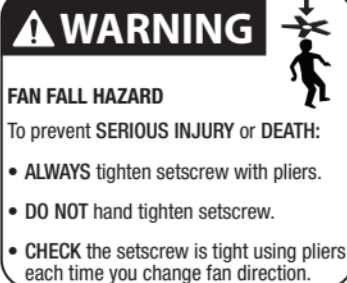 WARNING
FAN FALL HAZARD
To prevent SERIOUS INJURY or DEATH:
• ALWAYS tighten setscrew with pliers.
• DO NOT hand tighten setscrew.
• CHECK the setscrew is tight using pliers
each time you change fan direction.